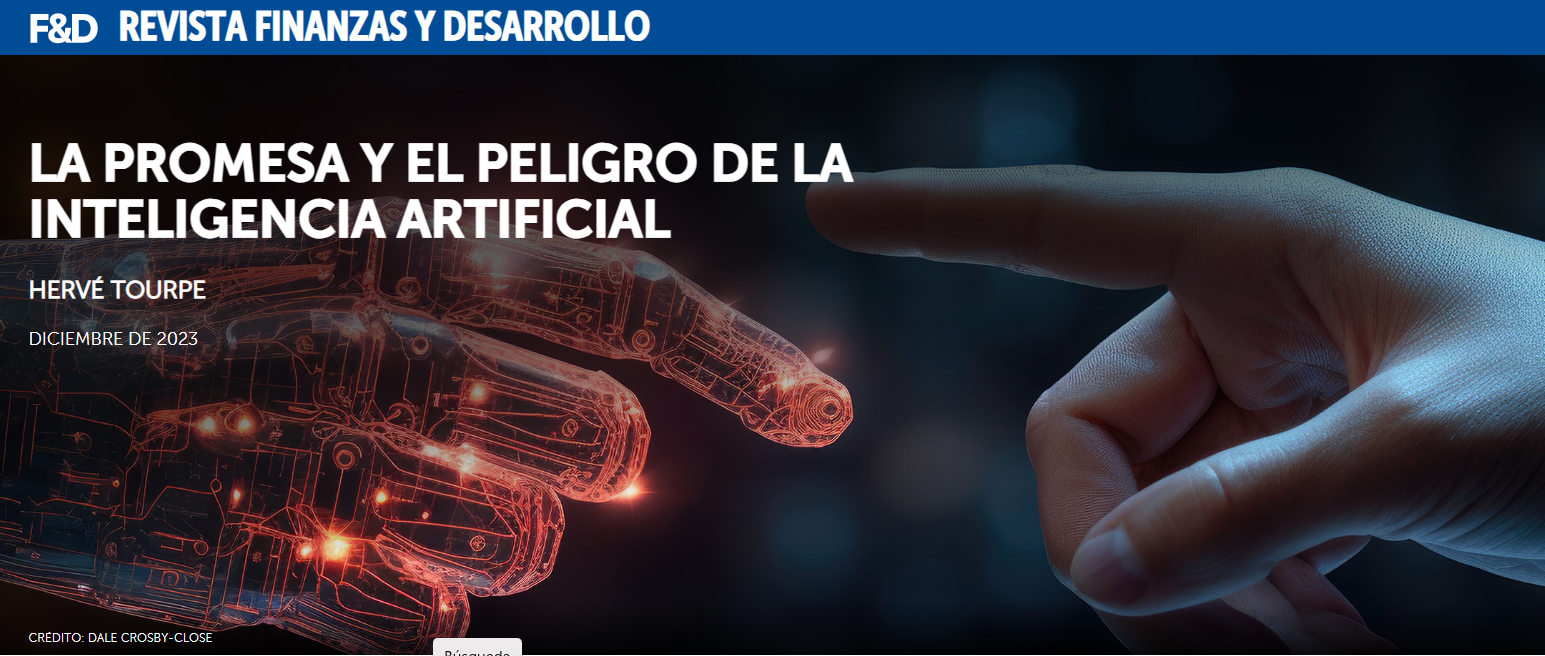 F&D REVISTA FINANZAS Y DESARROLLO
LA PROMESA Y EL PELIGRO DE LA
INTELIGENCIA ARTIFICIAL
HERVÉ TOURPE
DICIEMBRE DE 2023
CRÉDITO: DALE CROSBY-CLOSE
Búsqueda